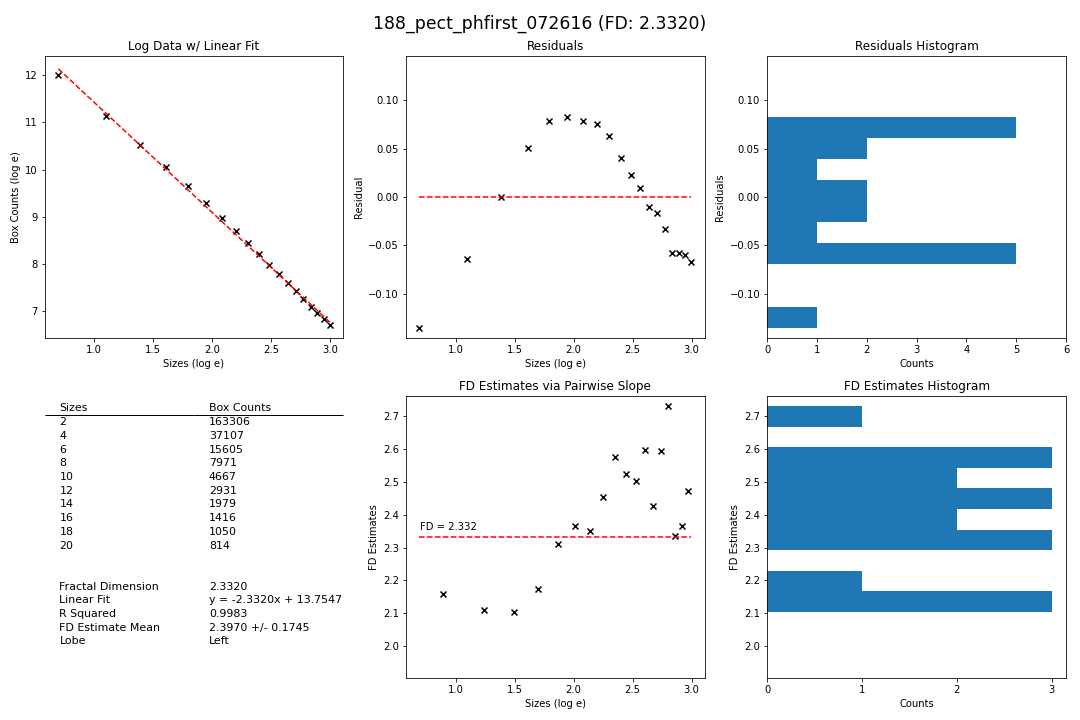 188_pect_phfirst_072616 (FD: 2.3320)
Log Data w/ Linear Fit
Box Counts (log e)
12
11
10
9
8
7
1.0 1.5 2.0 2.5 3.0
Sizes (log e)
Residuals
Residual
0.10
0.05
0.00
−0.05
−0.10
1.0 1.5 2.0 2.5 3.0
Sizes (log e)
Residuals Histogram
Residuals
0.10
0.05
0.00
−0.05
−0.10
0 1 2 3 4 5 6
Counts
Sizes Box Counts
2 163306
4 37107
6 15605
8 7971
10 4667
12 2931
14 1979
16 1416
18 1050
20 814
Fractal Dimension 2.3320
Linear Fit y = -2.3320x + 13.7547
R Squared 0.9983
FD Estimate Mean 2.3970 +/- 0.1745
Lobe Left
FD Estimates via Pairwise Slope
FD Estimates
2.7
2.6
2.5
2.4
2.3
2.2
2.1
2.0
FD = 2.332
1.0 1.5 2.0 2.5 3.0
Sizes (log e)
FD Estimates Histogram
FD Estimates
2.7
2.6
2.5
2.4
2.3
2.2
2.1
2.0
0 1 2 3
Counts